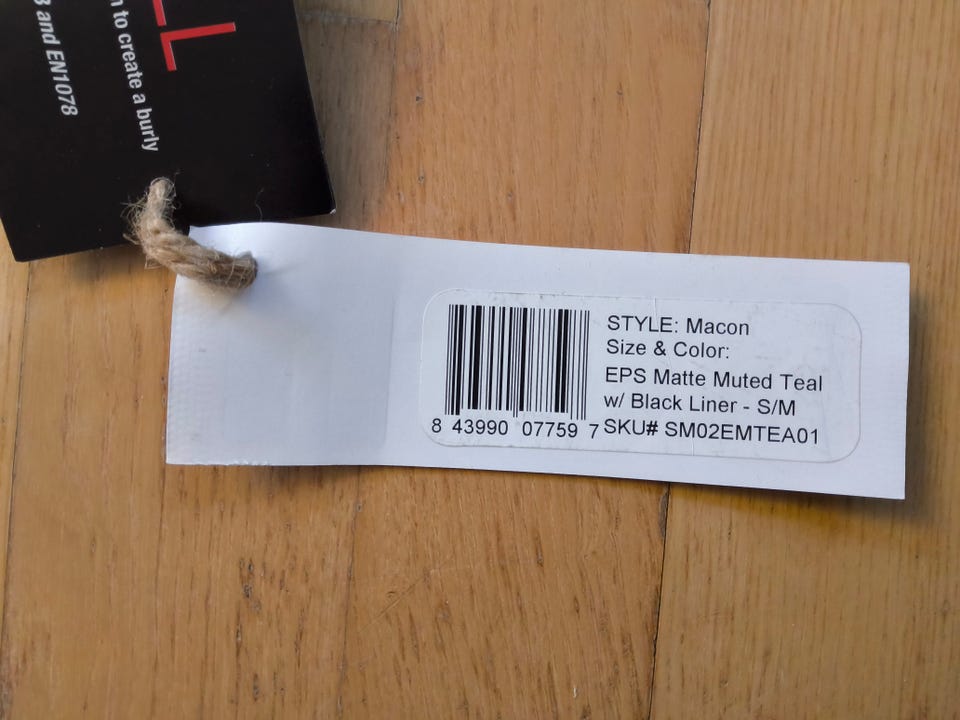 LL
n to create a burly
3 and EN1078
STYLE: Macon
Size & Color:
EPS Matte Muted Teal
w/ Black Liner - S/M
SKU# SM02EMTEA01
8 43990 07759 7